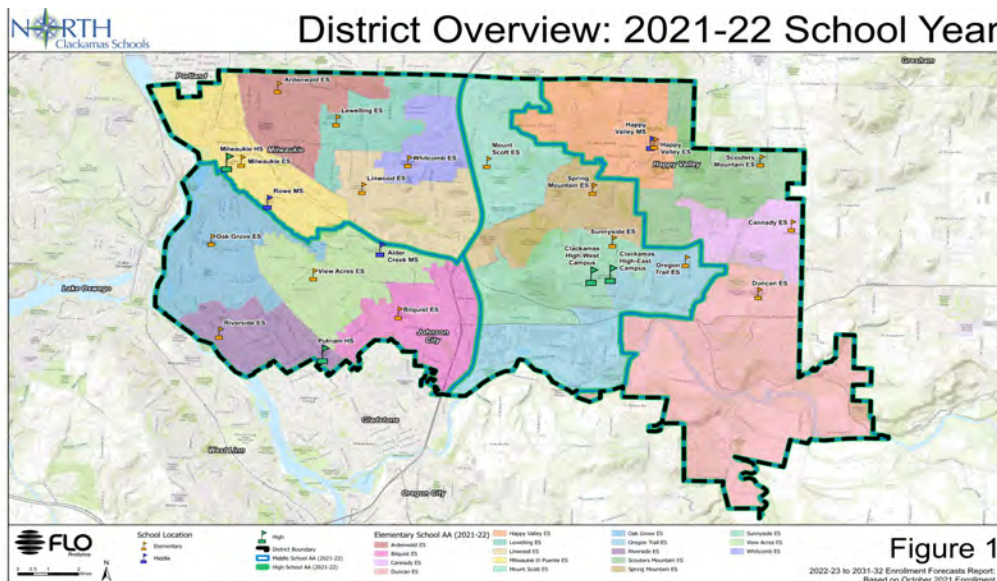 NORTH
Clackamas Schools
District Overview: 2021-22 School Year
Portland
Gresham
Ardenwald ES
Lewelling ES
Happy
Valley MS
Happy
Valley ES
Milwaukie HS
Milwaukie
Milwaukie ES
Whitcomb ES
Mount
Scott ES
Happy Valley
Scouters
Mountain ES
Linwood ES
Spring
Mountain ES
Rowe MS
Cannady ES
Oak Grove ES
Alder
Creek MS
Sunnyside ES
Clackamas
High-West
Campus
Clackamas
High-East
Campus
Oregon
Trail ES
View Acres ES
Lake Oswego
Duncan ES
Bilquist ES
Riverside ES
Johnson
City
Putnam HS
Gladstone
West Linn
Oregon City
FLO
Analytics
0 0.5 1 2
Miles
N
School Location
Elementary
Middle
High
District Boundary
Middle School AA (2021-22)
High School AA (2021-22)
Elementary School AA (2021-22)
Ardenwald ES
Bilquist ES
Cannady ES
Duncan ES
Happy Valley ES
Lewelling ES
Linwood ES
Milwaukie El Puente ES
Mount Scott ES
Oak Grove ES
Oregon Trail ES
Riverside ES
Scouters Mountain ES
Spring Mountain ES
Sunnyside ES
View Acres ES
Whitcomb ES
Figure 1
2022-23 to 2031-32 Enrollment Forecasts Report:
Based on October 2021 Enrollment